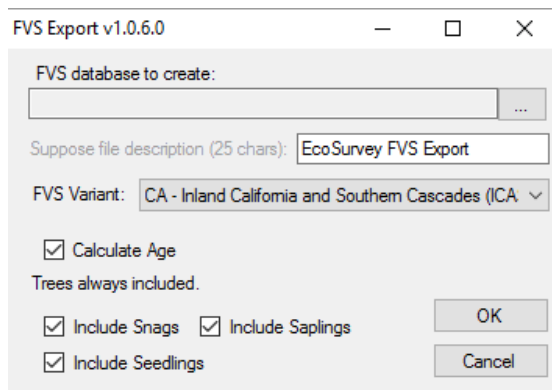 FVS Export v1.0.6.0
FVS database to create:
...
Suppose file description (25 chars): EcoSurvey FVS Export
FVS Variant: CA - Inland California and Southern Cascades (ICA
Calculate Age
Trees always included.
Include Snags Include Saplings OK
Include Seedlings Cancel